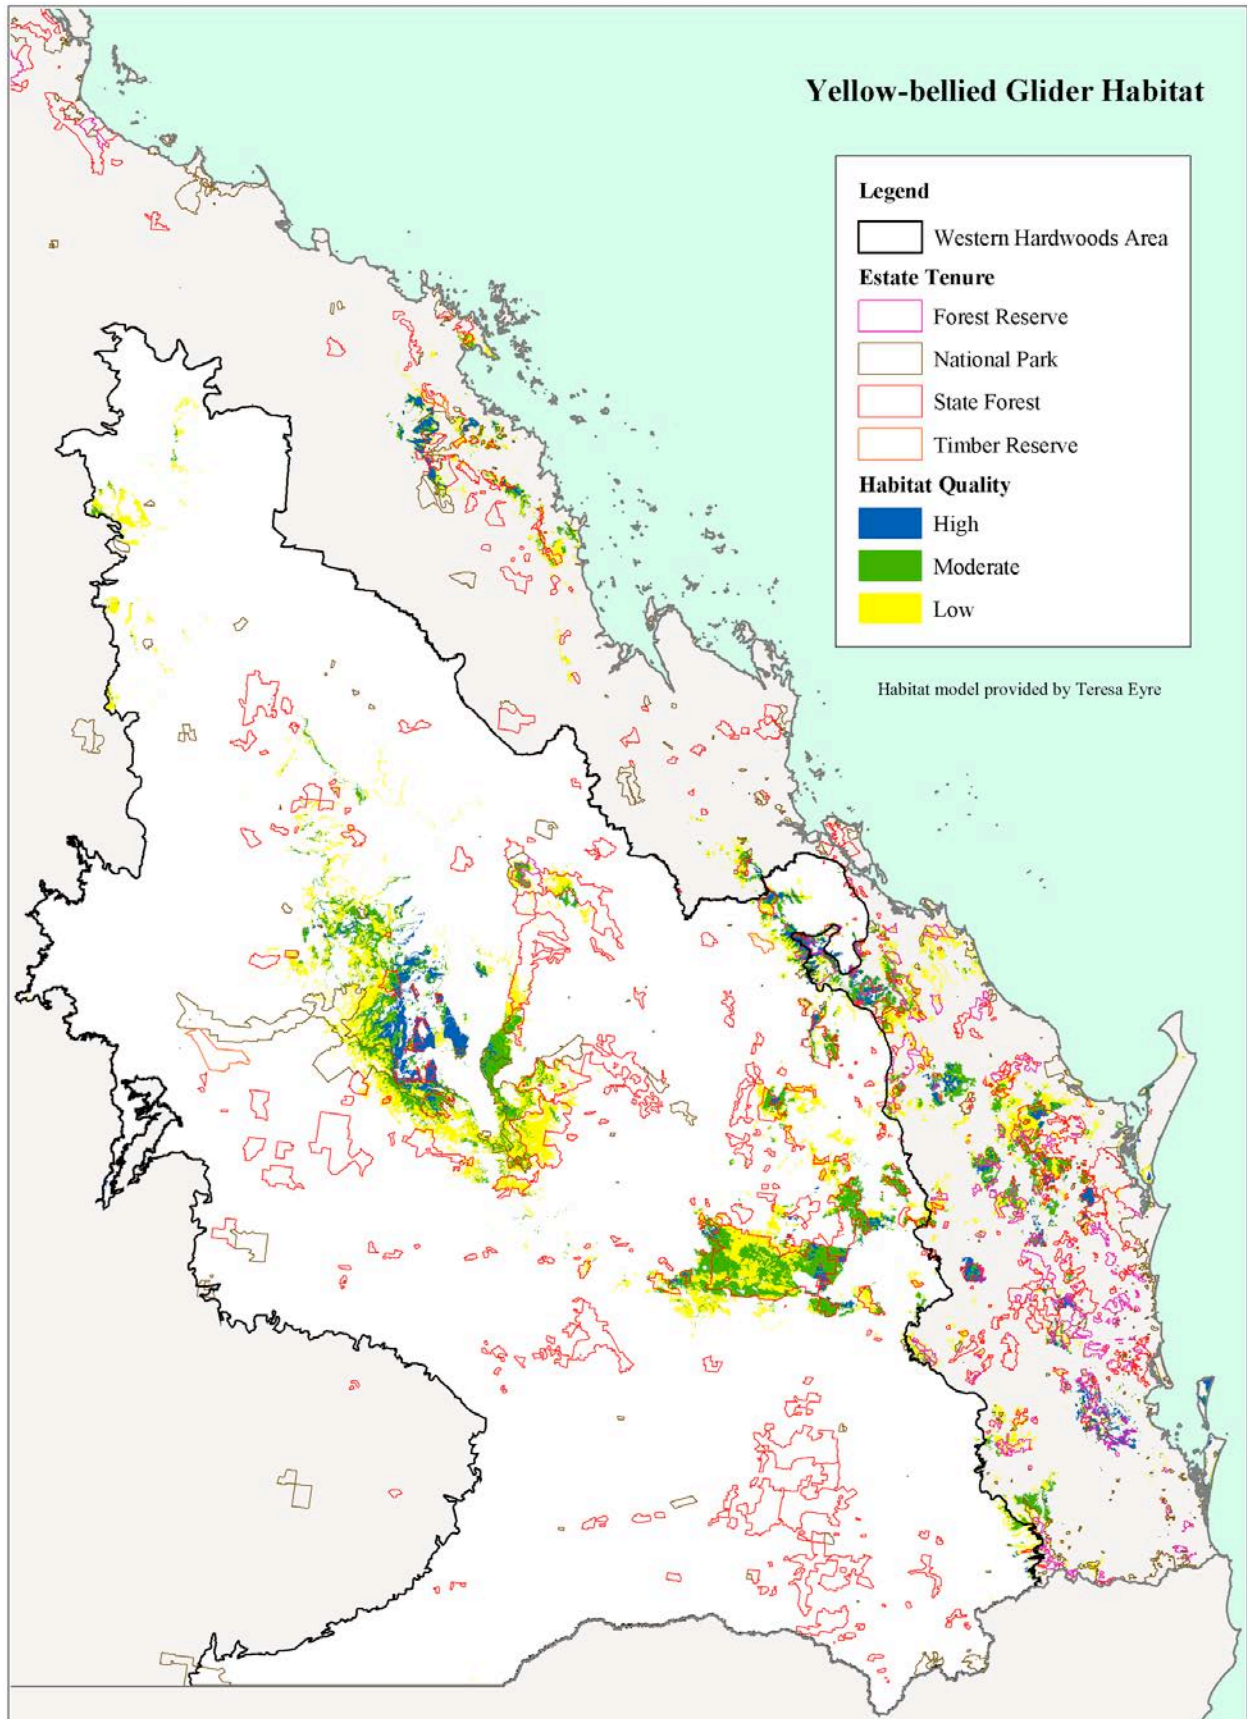 Yellow-bellied Glider Habitat
Legend
Western Hardwoods Area
Estate Tenure
Forest Reserve
National Park
State Forest
Timber Reserve
Habitat Quality
High
Moderate
Low
Habitat model provided by Teresa Eyre